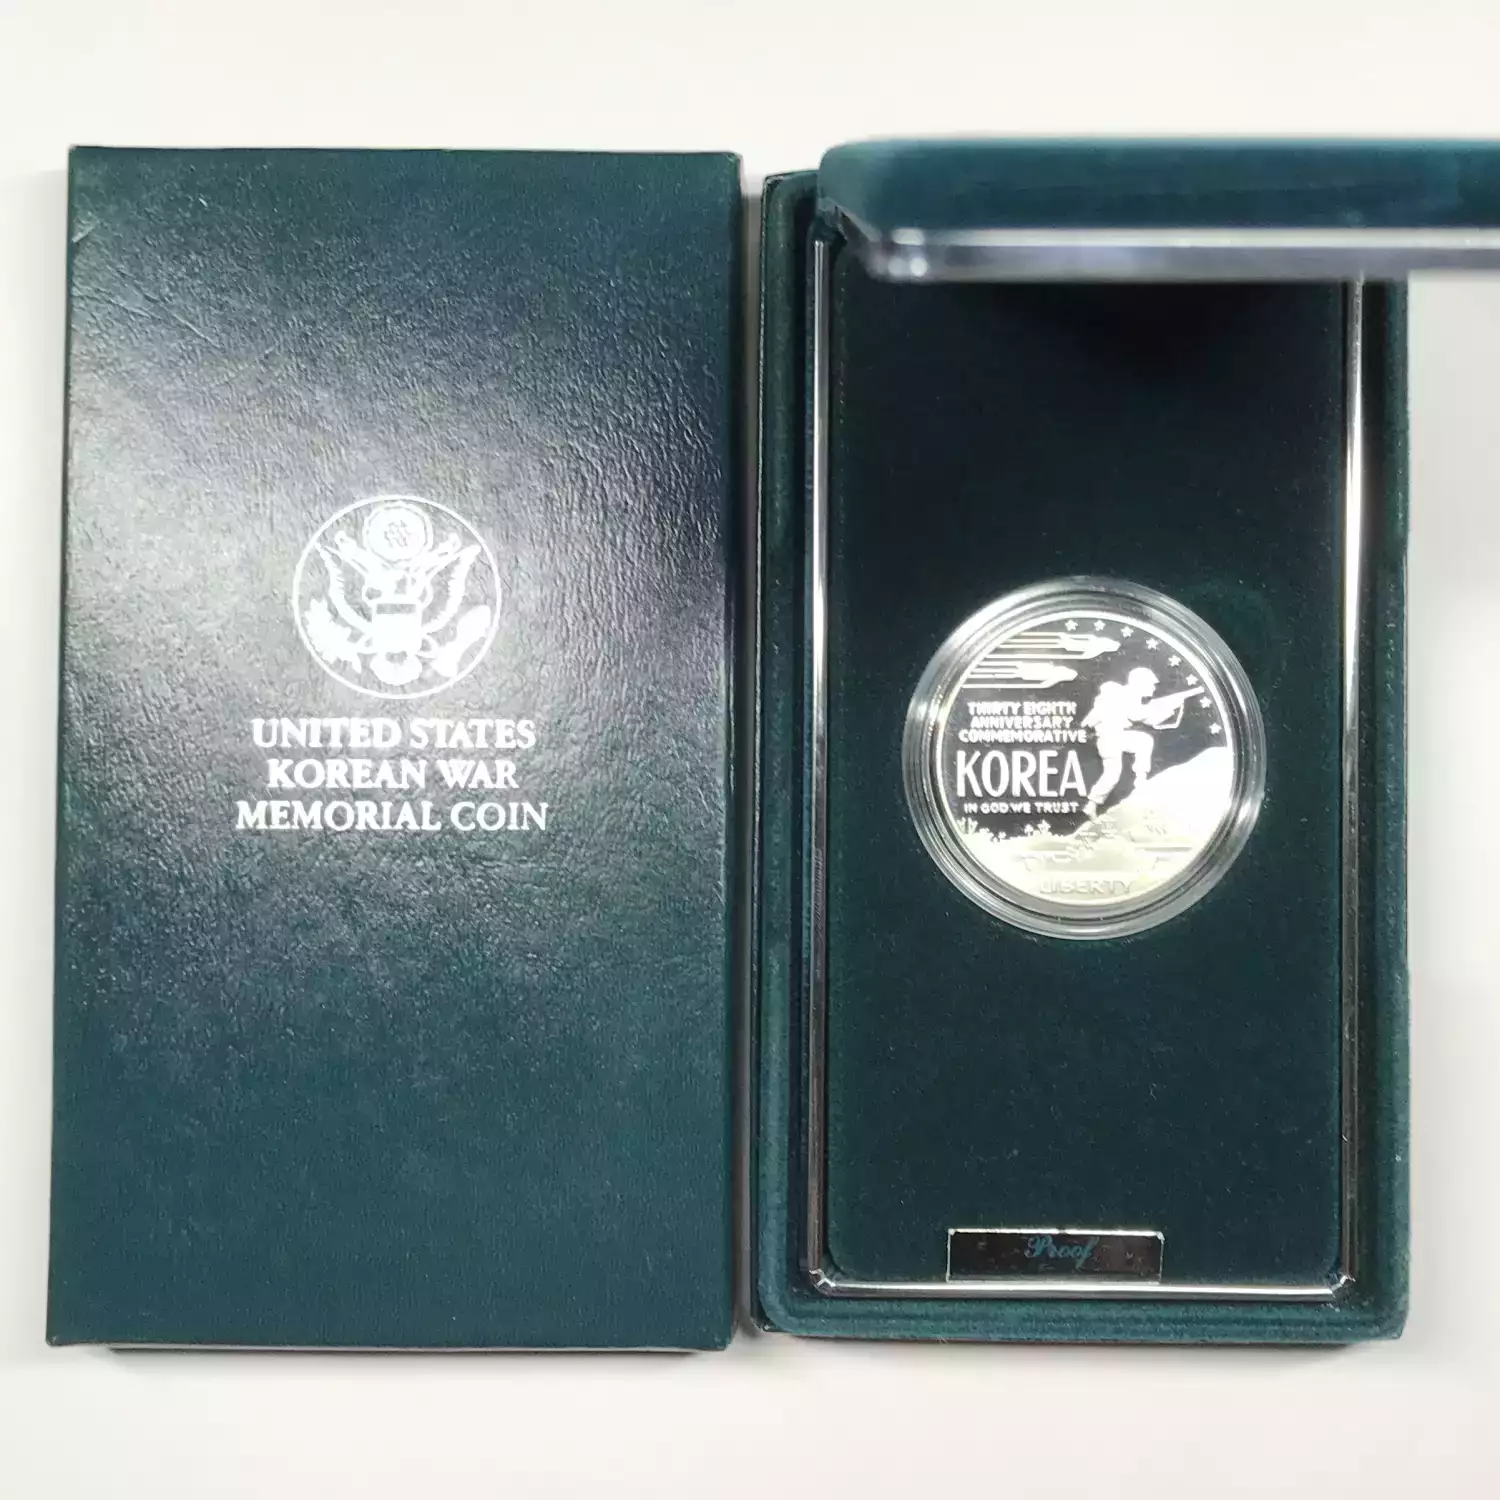 UNITED STATES
KOREAN WAR
MEMORIAL COIN
THIRTY EIGHTH
ANNIVERSARY
COMMEMORATIVE
KOREA
IN GOD WE TRUST
LIBERTY
Proof